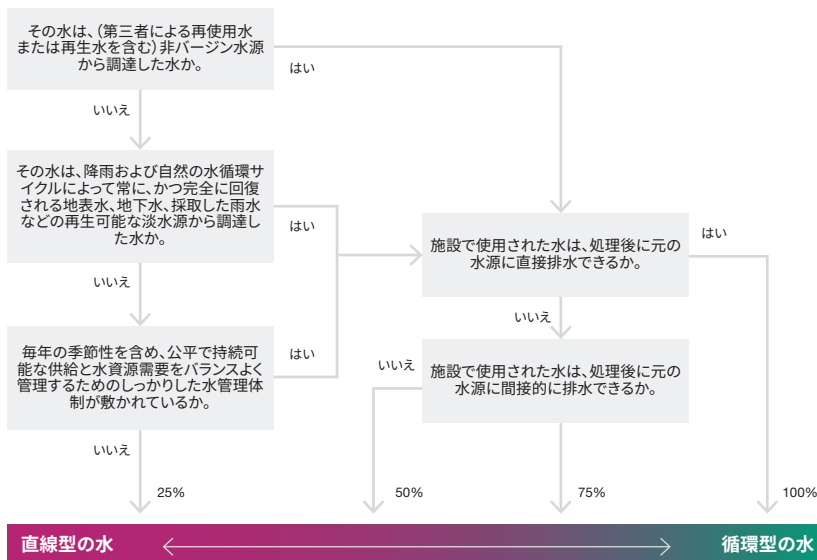 その水は、（第三者による再使用水
または再生水を含む）非バージン水源
から調達した水か。
はい
いいえ
その水は、降雨および自然の水循環サ
イクルによって常に、かつ完全に回復
される地表水、地下水、採取した雨水
などの再生可能な淡水源から調達し
た水か。
はい
いいえ
施設で使用された水は、処理後に元の
水源に直接排水できるか。
はい
いいえ
毎年の季節性を含め、公平で持続可
能な供給と水資源需要をバランスよく
管理するためのしっかりした水管理体
制が敷かれているか。
はい
いいえ
施設で使用された水は、処理後に元の
水源に間接的に排水できるか。
いいえ
25%
50%
75%
100%
直線型の水
循環型の水